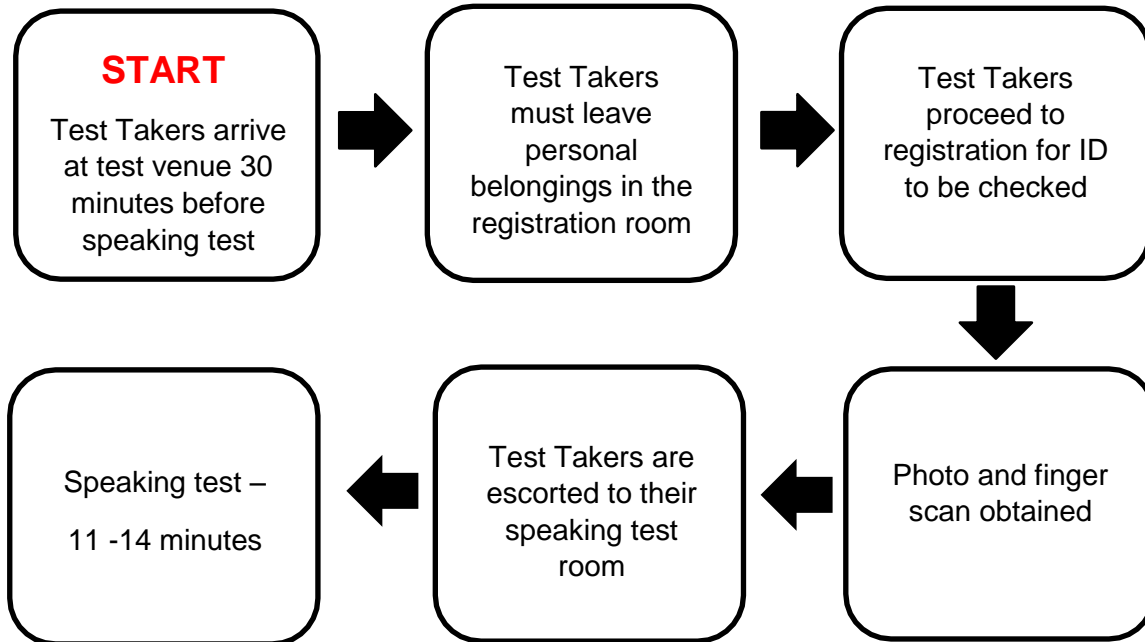 START
Test Takers arrive
at test venue 30
minutes before
speaking test
Test Takers
must leave
personal
belongings in the
registration room
Test Takers
proceed to
registration for ID
to be checked
Photo and finger
scan obtained
Test Takers are
escorted to their
speaking test
room
Speaking test –
11 -14 minutes